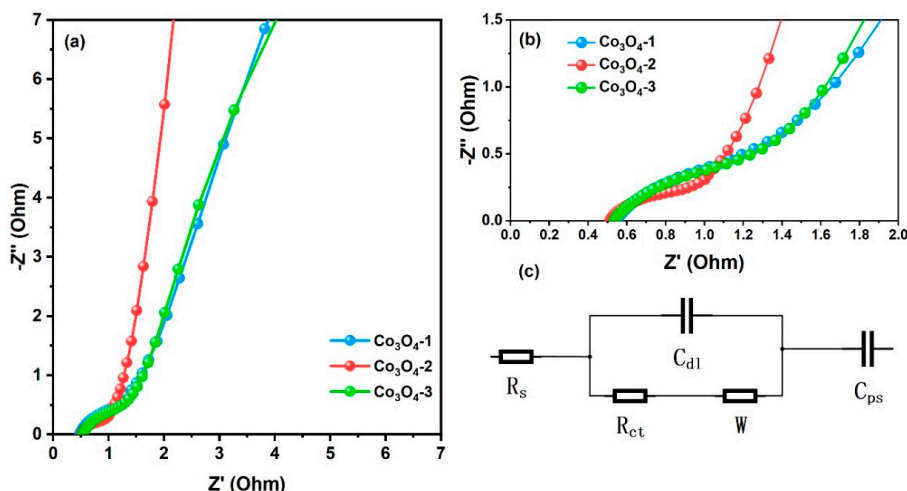 (a)
7
6
5
4
3
2
1
0
-Z'' (Ohm)
Co₃O₄-1
Co₃O₄-2
Co₃O₄-3
0 1 2 3 4 5 6 7
Z' (Ohm)
(b)
1.5
1.0
0.5
0.0
-Z'' (Ohm)
Co₃O₄-1
Co₃O₄-2
Co₃O₄-3
0.0 0.2 0.4 0.6 0.8 1.0 1.2 1.4 1.6 1.8 2.0
Z' (Ohm)
(c)
Rs
Cdl
Rct
W
Cps